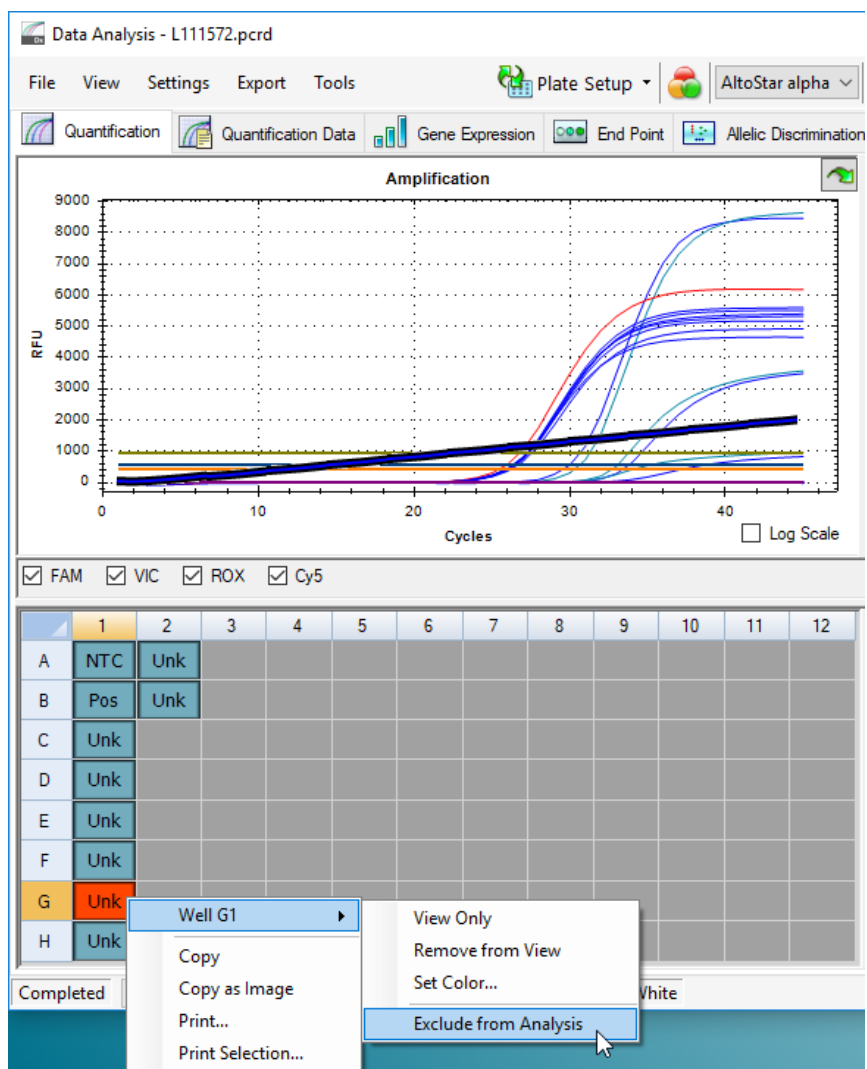 Data Analysis - L111572.pcrd
File View Settings Export Tools Plate Setup AltoStar alpha
Quantification Quantification Data Gene Expression End Point Allelic Discrimination
Amplification
9000
8000
7000
6000
5000
4000
3000
2000
1000
0
RFU
0 10 20 30 40
Cycles
Log Scale
FAM VIC ROX Cy5
1 2 3 4 5 6 7 8 9 10 11 12
A NTC Unk
B Pos Unk
C Unk
D Unk
E Unk
F Unk
G Unk
H Unk
Well G1
Copy
Copy as Image
Print...
Print Selection...
View Only
Remove from View
Set Color...
Exclude from Analysis
Completed